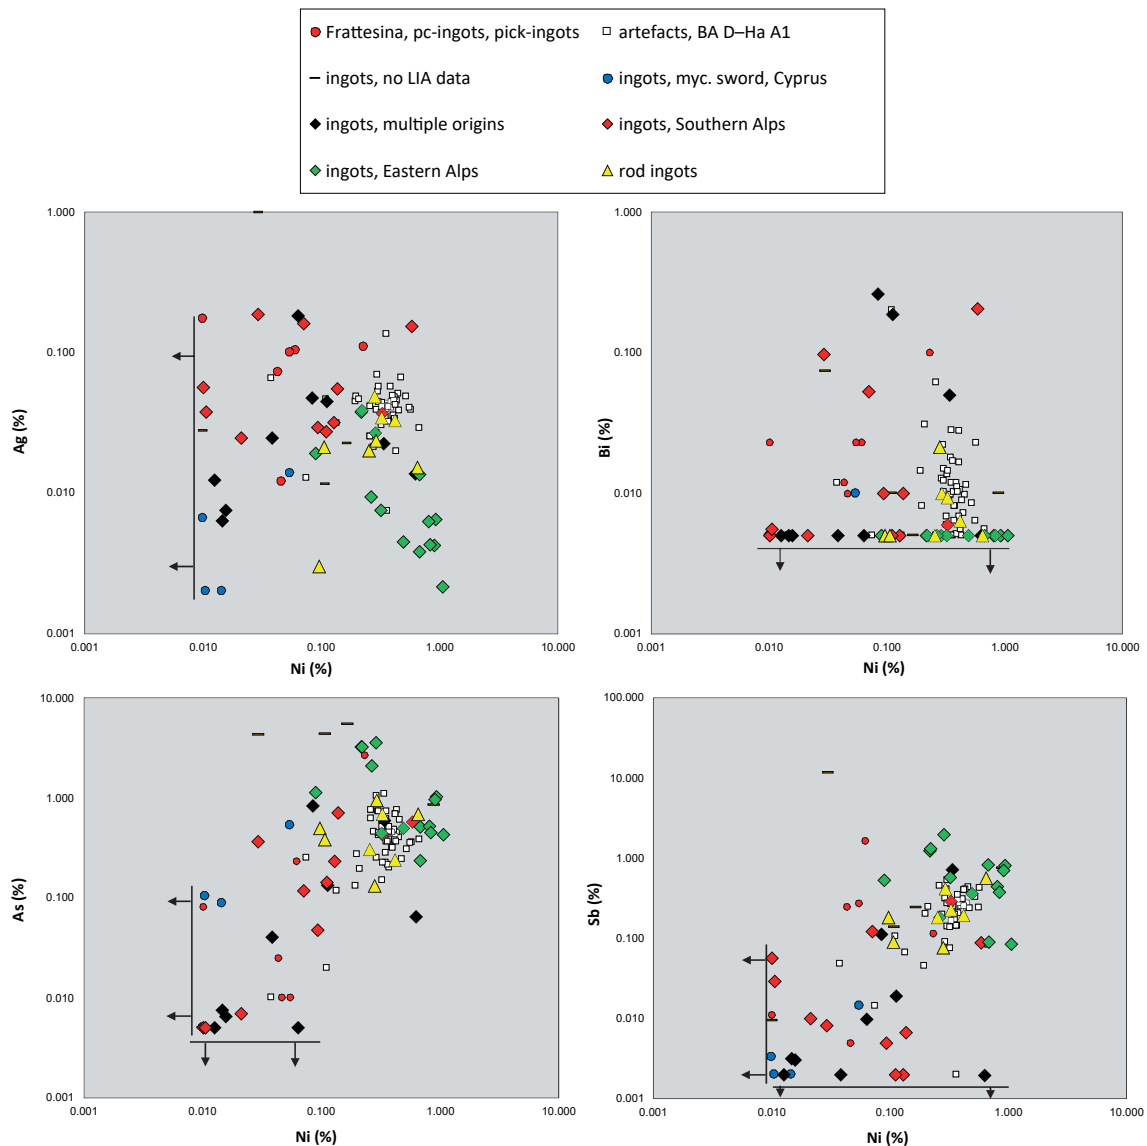 Frattesina, pc-ingots, pick-ingots
artefacts, BA D–Ha A1
ingots, no LIA data
ingots, myc. sword, Cyprus
ingots, multiple origins
ingots, Southern Alps
ingots, Eastern Alps
rod ingots
1.000
0.100
0.010
0.001
Ag (%)
0.001
0.010
0.100
1.000
10.000
Ni (%)
1.000
0.100
0.010
0.001
Bi (%)
0.001
0.010
0.100
1.000
10.000
Ni (%)
10.000
1.000
0.100
0.010
0.001
As (%)
0.001
0.010
0.100
1.000
10.000
Ni (%)
100.000
10.000
1.000
0.100
0.010
0.001
Sb (%)
0.001
0.010
0.100
1.000
10.000
Ni (%)